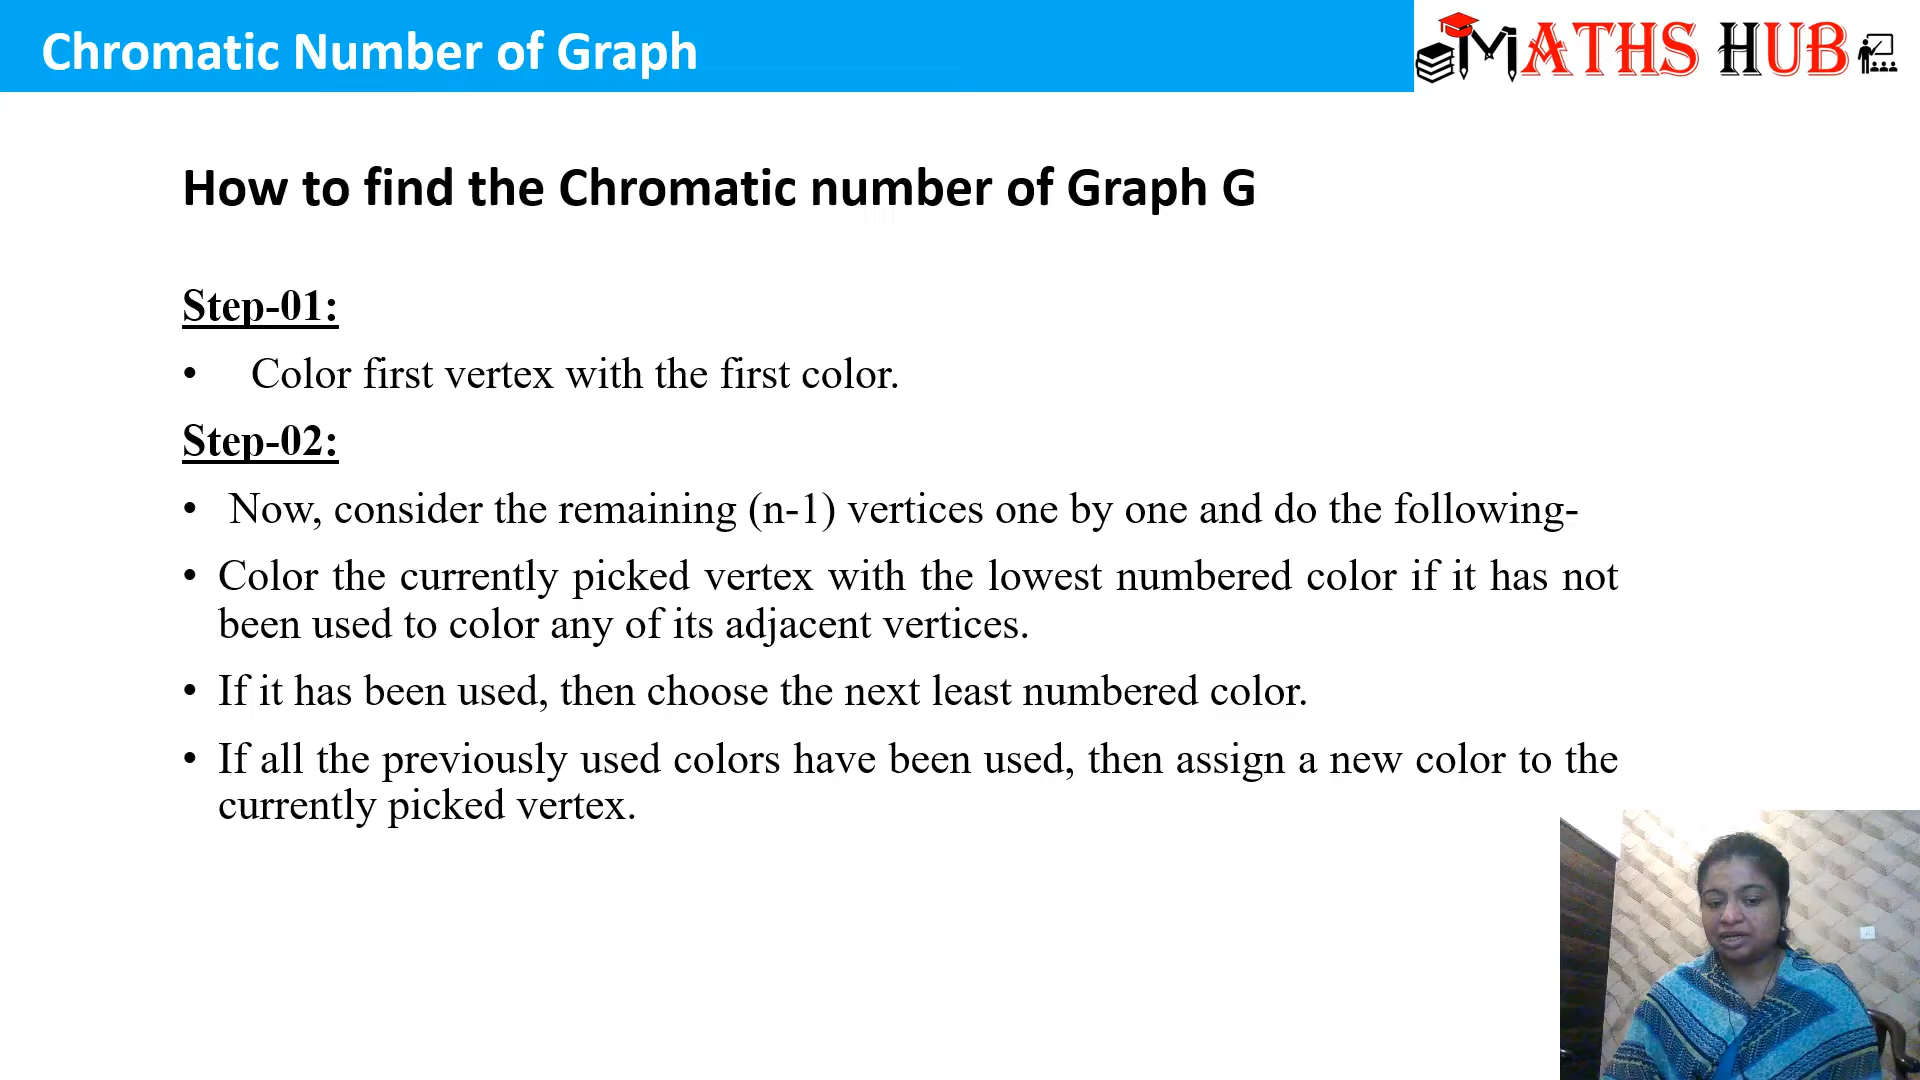 Chromatic Number of Graph
MATHS HUB
How to find the Chromatic number of Graph G
Step-01:
• Color first vertex with the first color.
Step-02:
• Now, consider the remaining (n-1) vertices one by one and do the following-
• Color the currently picked vertex with the lowest numbered color if it has not
been used to color any of its adjacent vertices.
• If it has been used, then choose the next least numbered color.
• If all the previously used colors have been used, then assign a new color to the
currently picked vertex.